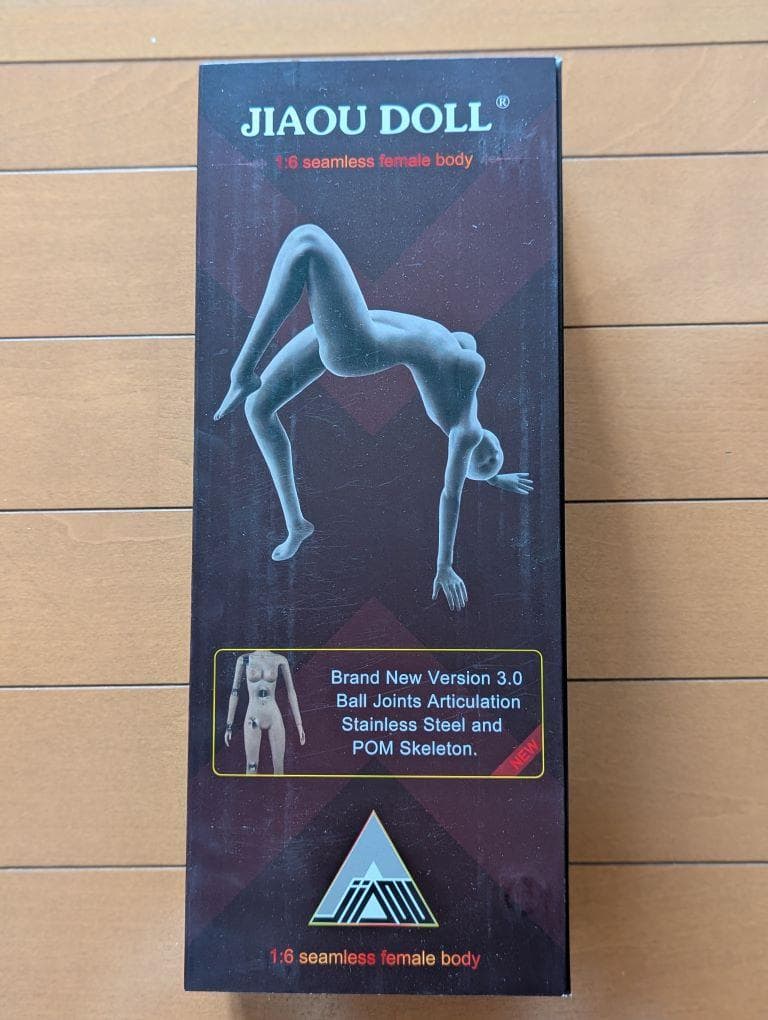 JIAOU DOLL®
1:6 seamless female body
Brand New Version 3.0
Ball Joints Articulation
Stainless Steel and
POM Skeleton.
NEW
JIAOU
1:6 seamless female body